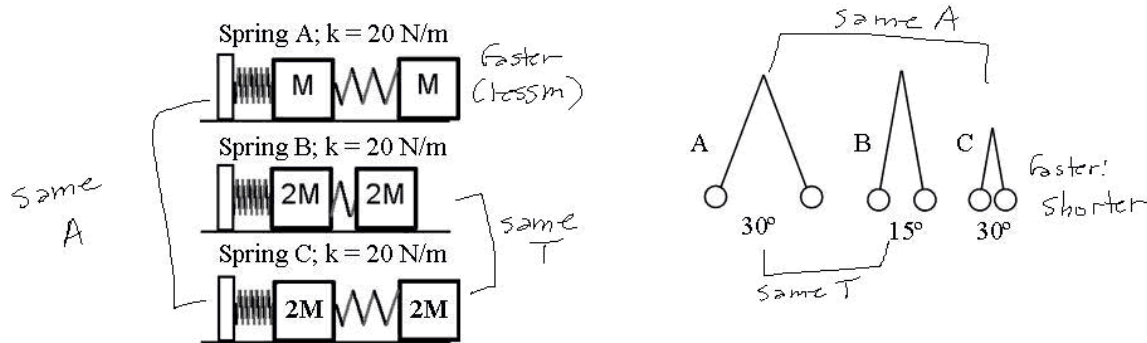 Spring A; k = 20 N/m
M
M
Faster
(less m)
Spring B; k = 20 N/m
2M
2M
Spring C; k = 20 N/m
2M
2M
same
A
same
T
same A
A
B
C
Faster:
shorter
30°
15°
30°
same T